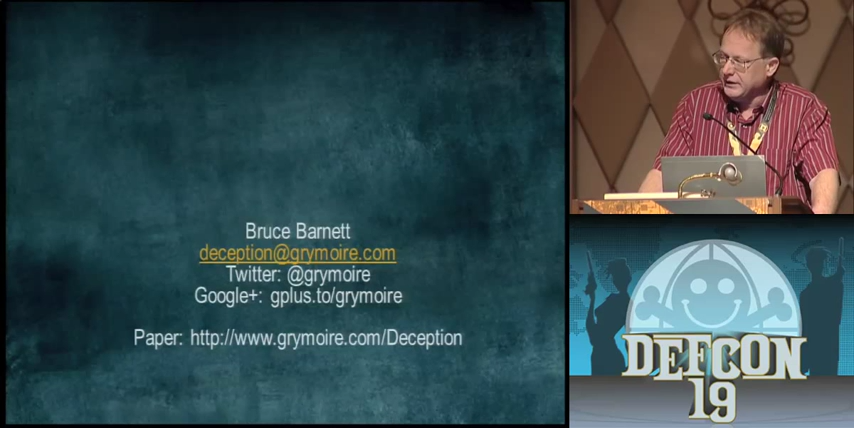 Bruce Barnett
deception@grymoire.com
Twitter: @grymoire
Google+: gplus.to/grymoire
Paper: http://www.grymoire.com/Deception
DEFCON
19